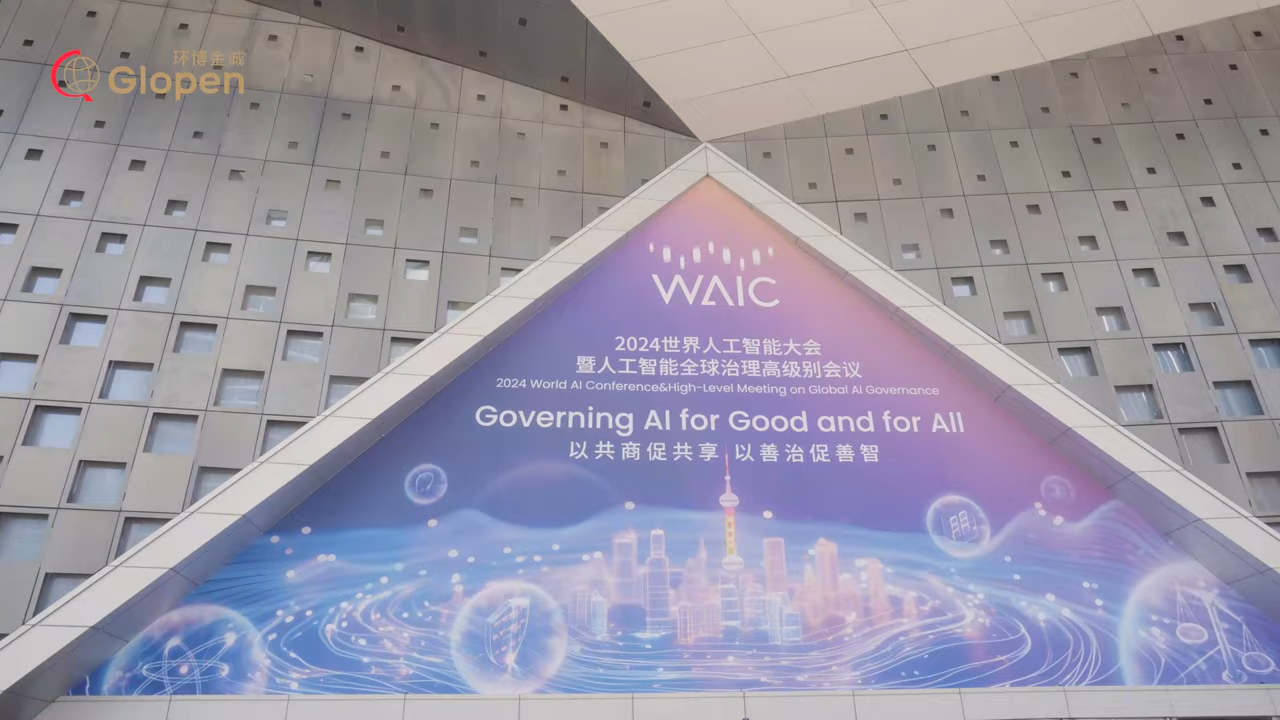 环博金诚
Glopen
WAIC
2024世界人工智能大会
暨人工智能全球治理高级别会议
2024 World AI Conference&High-Level Meeting on Global AI Governance
Governing AI for Good and for All
以共商促共享 以善治促善智